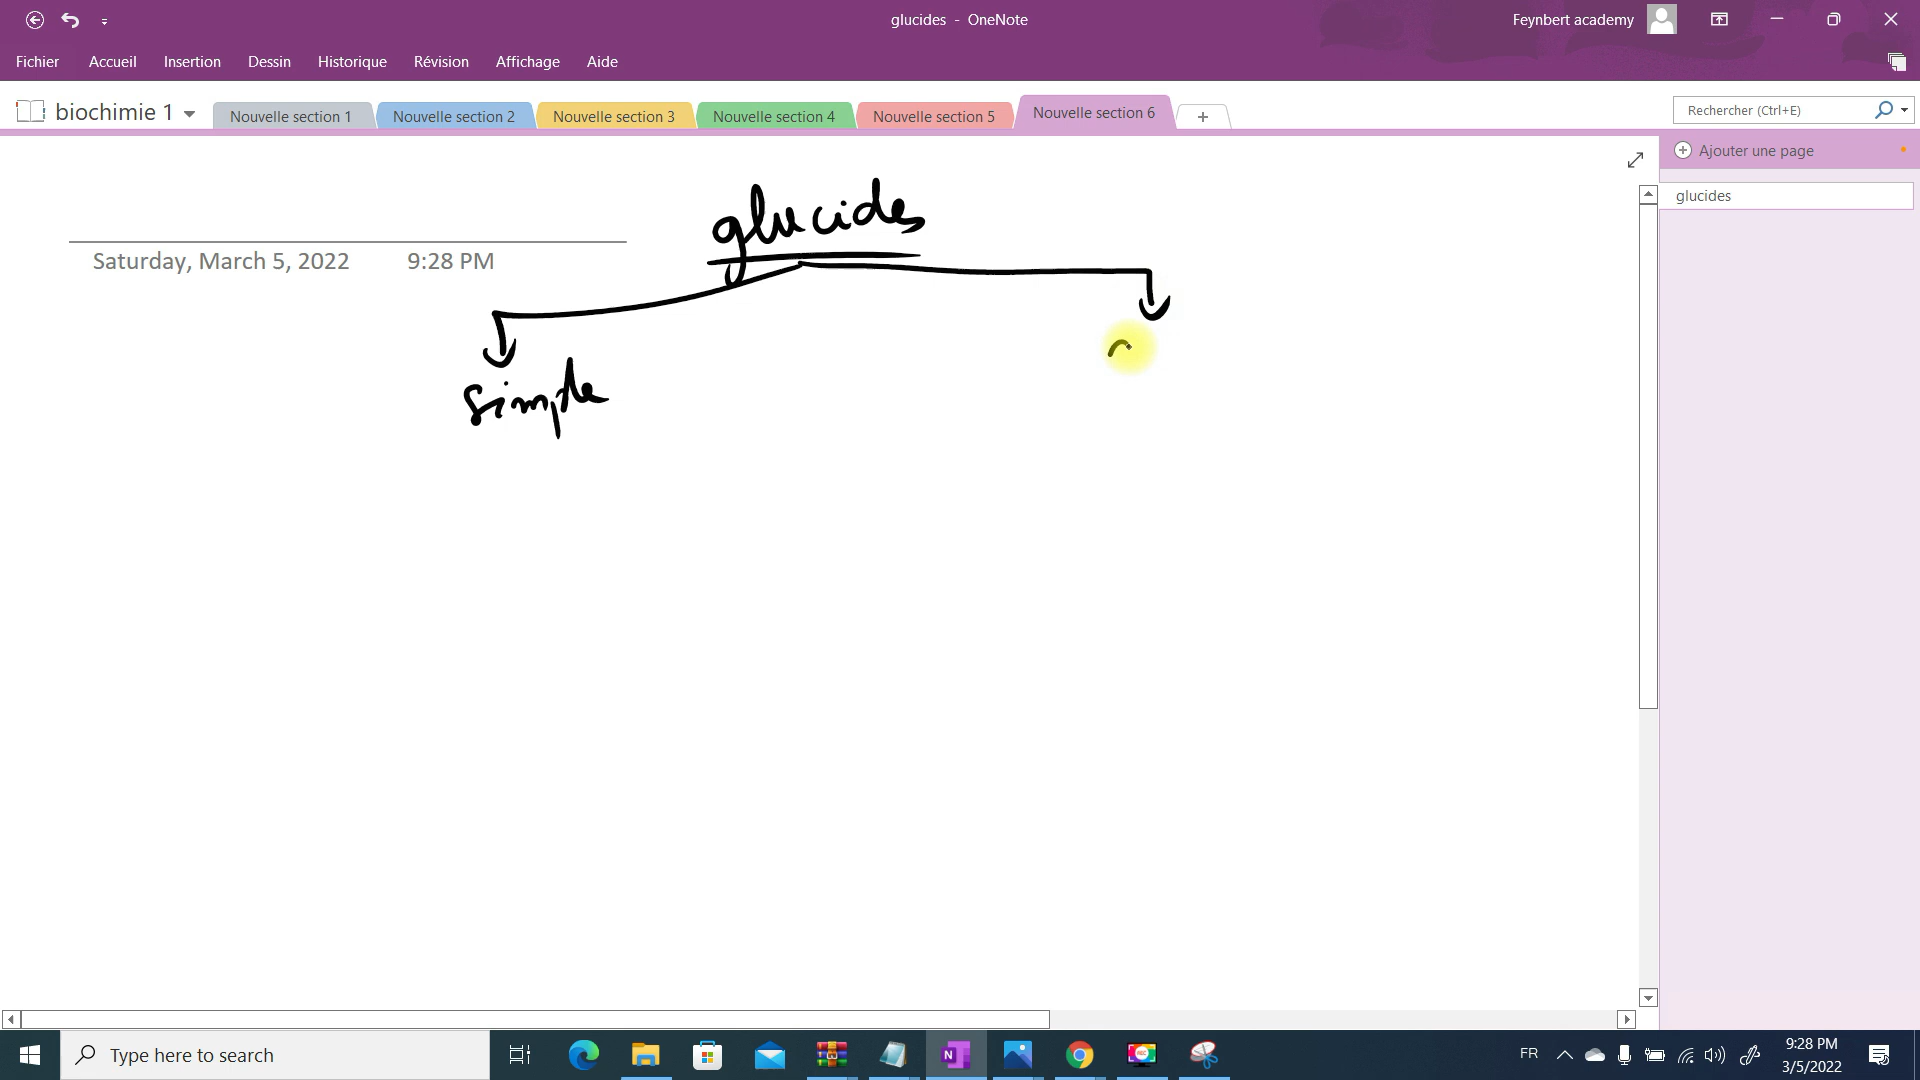 glucides - OneNote
Feynbert academy
Fichier Accueil Insertion Dessin Historique Révision Affichage Aide
biochimie 1 Nouvelle section 1 Nouvelle section 2 Nouvelle section 3 Nouvelle section 4 Nouvelle section 5 Nouvelle section 6 +
Rechercher (Ctrl+E)
Ajouter une page
glucides
glucides
Saturday, March 5, 2022 9:28 PM
simple
Type here to search
FR
9:28 PM
3/5/2022